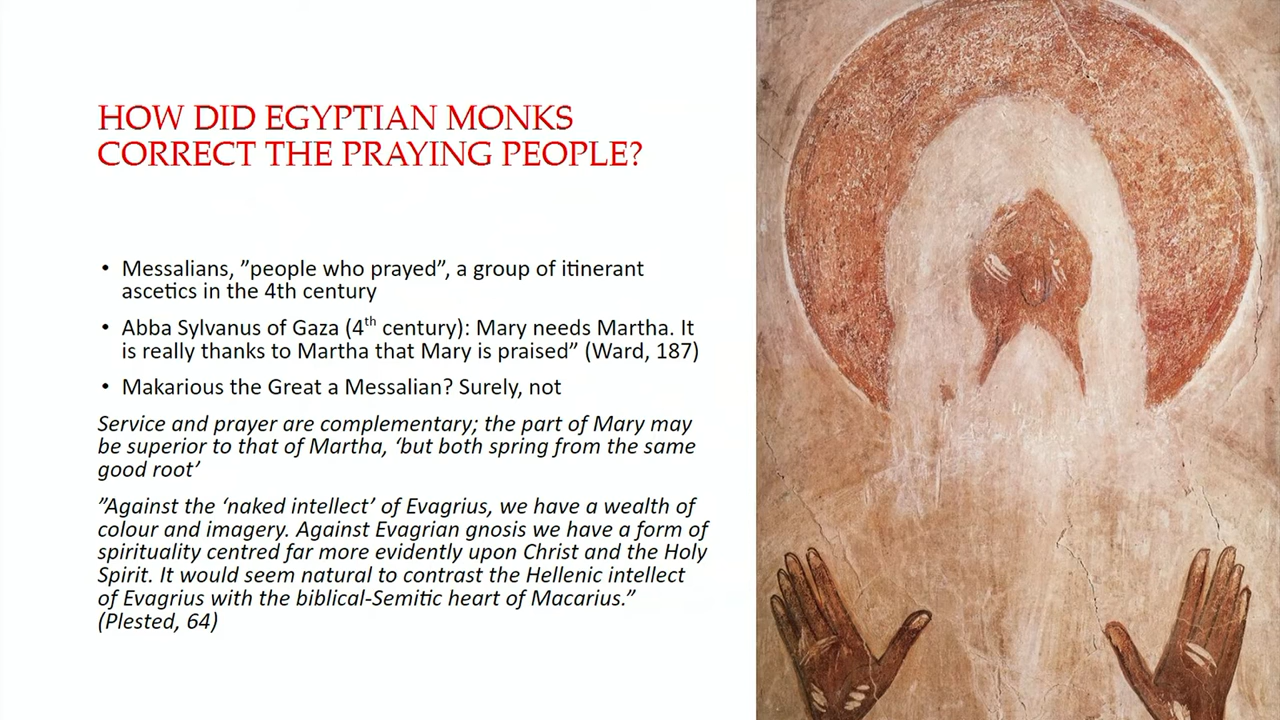 HOW DID EGYPTIAN MONKS
CORRECT THE PRAYING PEOPLE?
• Messalians, ”people who prayed”, a group of itinerant
ascetics in the 4th century
• Abba Sylvanus of Gaza (4th century): Mary needs Martha. It
is really thanks to Martha that Mary is praised” (Ward, 187)
• Makarious the Great a Messalian? Surely, not
Service and prayer are complementary; the part of Mary may
be superior to that of Martha, ‘but both spring from the same
good root’
”Against the ‘naked intellect’ of Evagrius, we have a wealth of
colour and imagery. Against Evagrian gnosis we have a form of
spirituality centred far more evidently upon Christ and the Holy
Spirit. It would seem natural to contrast the Hellenic intellect
of Evagrius with the biblical-Semitic heart of Macarius.”
(Plested, 64)